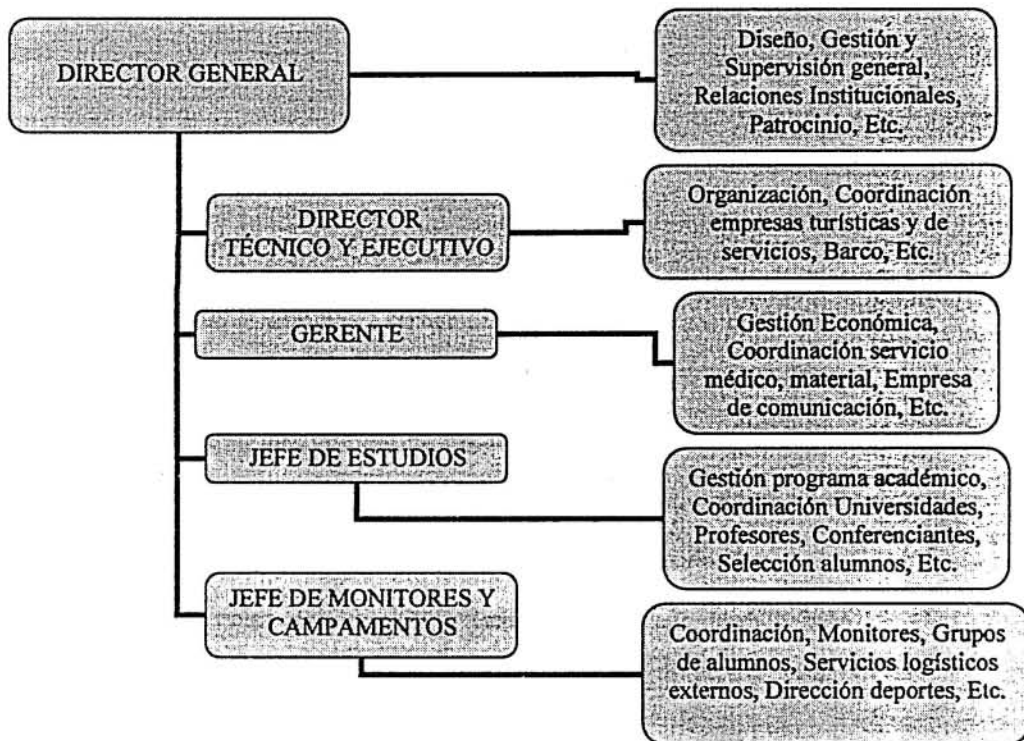 DIRECTOR GENERAL
Diseño, Gestión y
Supervisión general,
Relaciones Institucionales,
Patrocinio, Etc.
DIRECTOR
TÉCNICO Y EJECUTIVO
Organización, Coordinación
empresas turísticas y de
servicios, Barco, Etc.
GERENTE
Gestión Económica,
Coordinación servicio
médico, material, Empresa
de comunicación, Etc.
JEFE DE ESTUDIOS
Gestión programa académico,
Coordinación Universidades,
Profesores, Conferenciantes,
Selección alumnos, Etc.
JEFE DE MONITORES Y
CAMPAMENTOS
Coordinación, Monitores, Grupos
de alumnos, Servicios logísticos
externos, Dirección deportes, Etc.